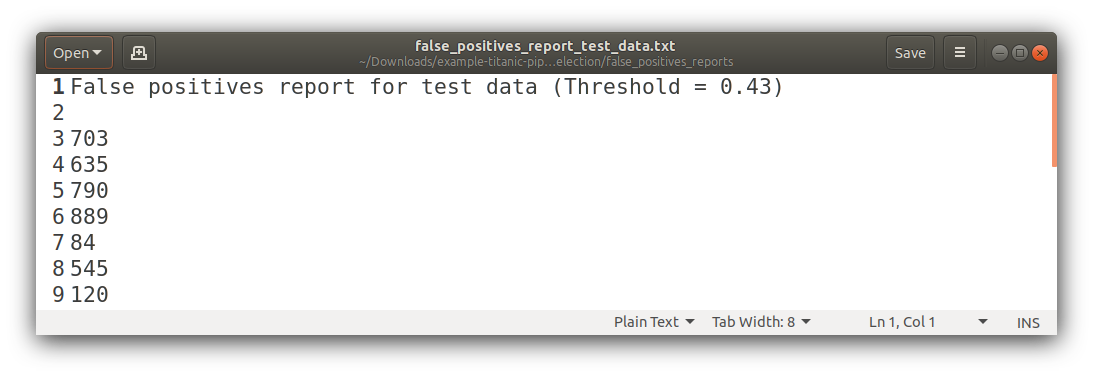 Open
false_positives_report_test_data.txt
~/Downloads/example-titanic-pip...election/false_positives_reports
Save
1 False positives report for test data (Threshold = 0.43)
2
3 703
4 635
5 790
6 889
7 84
8 545
9 120
Plain Text Tab Width: 8 Ln 1, Col 1 INS